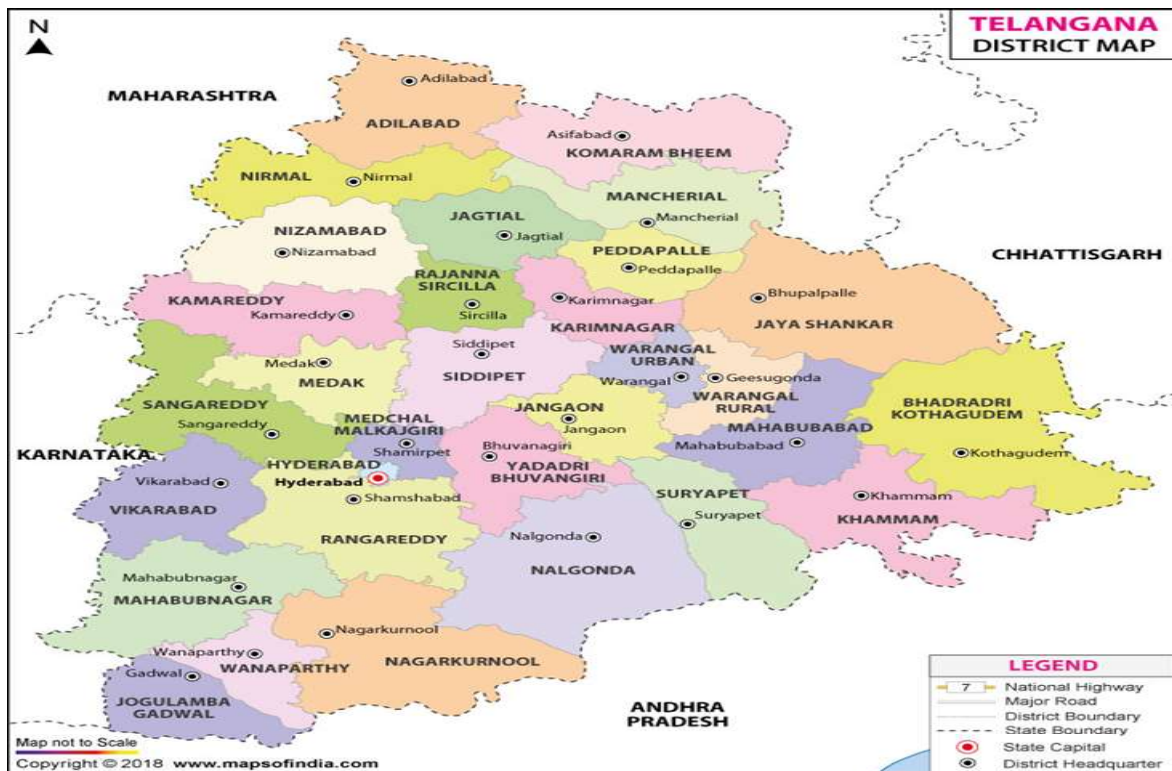 N
TELANGANA
DISTRICT MAP
MAHARASHTRA
Adilabad
ADILABAD
Asifabad
KOMARAM BHEEM
NIRMAL
Nirmal
MANCHERIAL
Mancherial
JAGTIAL
Jagtial
NIZAMABAD
Nizamabad
PEDDAPALLE
Peddapalle
CHHATTISGARH
RAJANNA
SIRCILLA
Sircilla
KAMAREDDY
Kamareddy
Karimnagar
KARIMNAGAR
Bhupalpalle
JAYA SHANKAR
Siddipet
SIDDIPET
Medak
MEDAK
WARANGAL
URBAN
Warangal
Geesugonda
WARANGAL
RURAL
BHADRADRI
KOTHAGUDEM
Kothagudem
SANGAREDDY
Sangareddy
MEDCHAL
MALKAJGIRI
Shamirpet
JANGAON
Jangaon
MAHABUBABAD
Mahabubabad
KARNATAKA
HYDERABAD
Hyderabad
Bhuvanagiri
YADADRI
BHUVANGIRI
Vikarabad
VIKARABAD
Shamshabad
RANGAREDDY
SURYAPET
Suryapet
Khammam
KHAMMAM
Nalgonda
NALGONDA
Mahabubnagar
MAHABUBNAGAR
Nagarkurnool
NAGARKURNOOL
Wanaparthy
WANAPARTHY
Gadwal
JOGULAMBA
GADWAL
ANDHRA
PRADESH
LEGEND
7 National Highway
Major Road
District Boundary
State Boundary
State Capital
District Headquarter
Map not to Scale
Copyright © 2018 www.mapsofindia.com